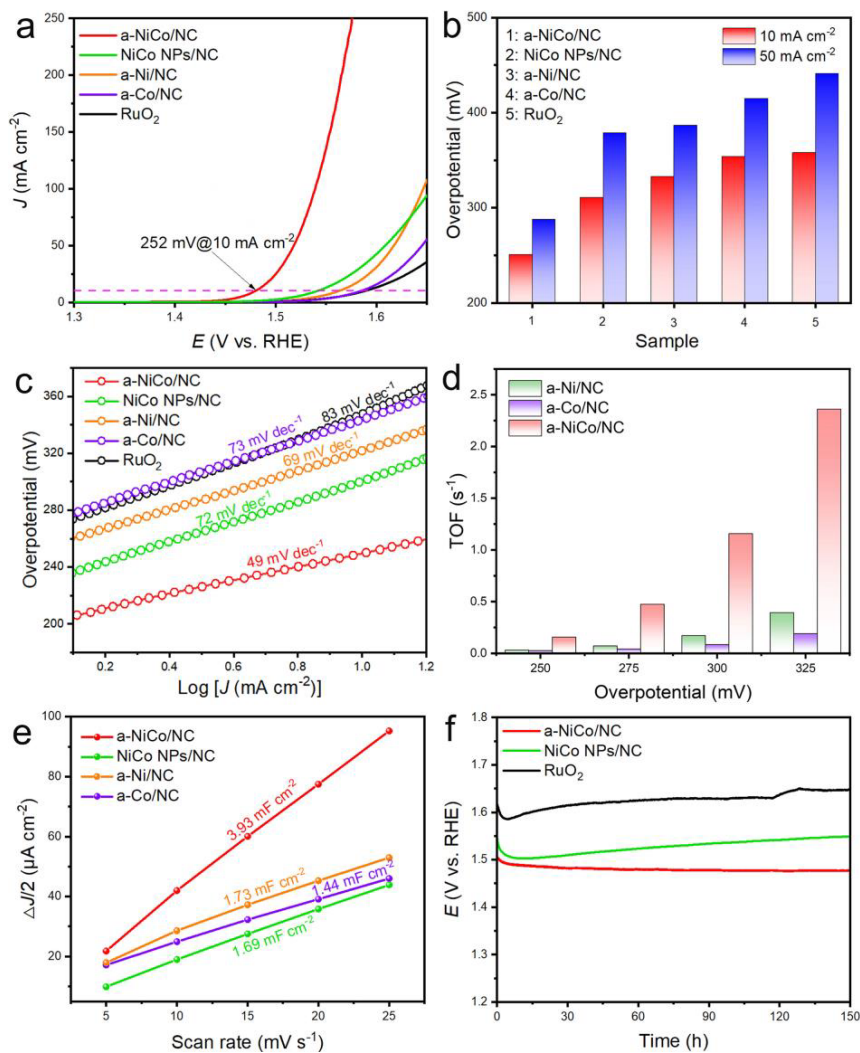 a
a-NiCo/NC
NiCo NPs/NC
a-Ni/NC
a-Co/NC
RuO₂
252 mV@10 mA cm⁻²
250
200
150
100
50
0
J (mA cm⁻²)
1.3 1.4 1.5 1.6
E (V vs. RHE)
b
1: a-NiCo/NC
2: NiCo NPs/NC
3: a-Ni/NC
4: a-Co/NC
5: RuO₂
10 mA cm⁻²
50 mA cm⁻²
500
450
400
350
300
200
Overpotential (mV)
1 2 3 4 5
Sample
c
a-NiCo/NC
NiCo NPs/NC
a-Ni/NC
a-Co/NC
RuO₂
83 mV dec⁻¹
73 mV dec⁻¹
69 mV dec⁻¹
72 mV dec⁻¹
49 mV dec⁻¹
360
320
280
240
200
Overpotential (mV)
0.2 0.4 0.6 0.8 1.0 1.2
Log [J (mA cm⁻²)]
d
a-Ni/NC
a-Co/NC
a-NiCo/NC
2.5
2.0
1.5
1.0
0.5
0.0
TOF (s⁻¹)
250 275 300 325
Overpotential (mV)
e
a-NiCo/NC
NiCo NPs/NC
a-Ni/NC
a-Co/NC
3.93 mF cm⁻²
1.73 mF cm⁻²
1.44 mF cm⁻²
1.69 mF cm⁻²
100
80
60
40
20
△J/2 (μA cm⁻²)
5 10 15 20 25
Scan rate (mV s⁻¹)
f
a-NiCo/NC
NiCo NPs/NC
RuO₂
1.8
1.7
1.6
1.5
1.4
1.3
1.2
E (V vs. RHE)
0 30 60 90 120 150
Time (h)